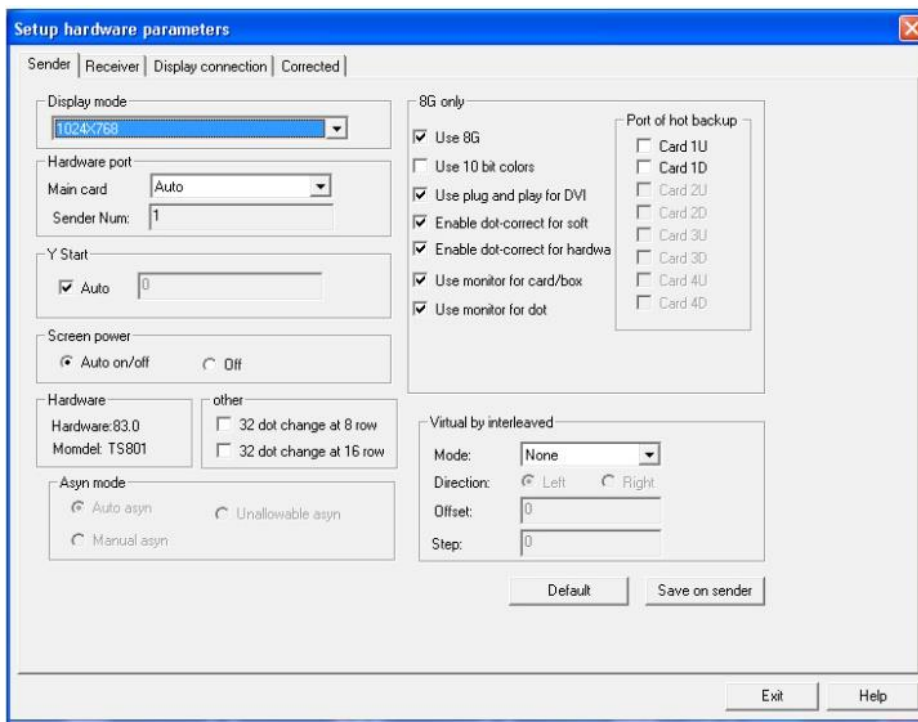 Setup hardware parameters
Sender
Receiver
Display connection
Corrected
Display mode
1024X768
Hardware port
Main card
Auto
Sender Num:
1
Y Start
Auto
0
Screen power
Auto on/off
Off
Hardware
Hardware:83.0
Momdel: TS801
other
32 dot change at 8 row
32 dot change at 16 row
Asyn mode
Auto asyn
Unallowable asyn
Manual asyn
8G only
Use 8G
Use 10 bit colors
Use plug and play for DVI
Enable dot-correct for soft
Enable dot-correct for hardwa
Use monitor for card/box
Use monitor for dot
Port of hot backup
Card 1U
Card 1D
Card 2U
Card 2D
Card 3U
Card 3D
Card 4U
Card 4D
Virtual by interleaved
Mode:
None
Direction:
Left
Right
Offset:
0
Step:
0
Default
Save on sender
Exit
Help